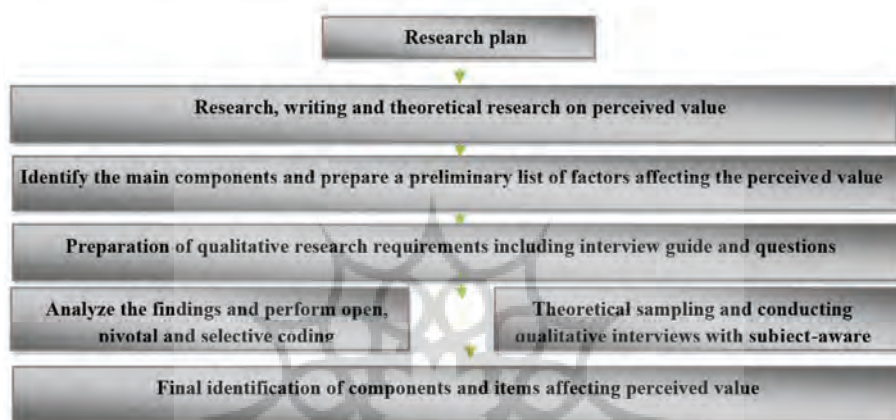 Research plan
Research, writing and theoretical research on perceived value
Identify the main components and prepare a preliminary list of factors affecting the perceived value
Preparation of qualitative research requirements including interview guide and questions
Analyze the findings and perform open,
pivotal and selective coding
Theoretical sampling and conducting
qualitative interviews with subject-aware
Final identification of components and items affecting perceived value